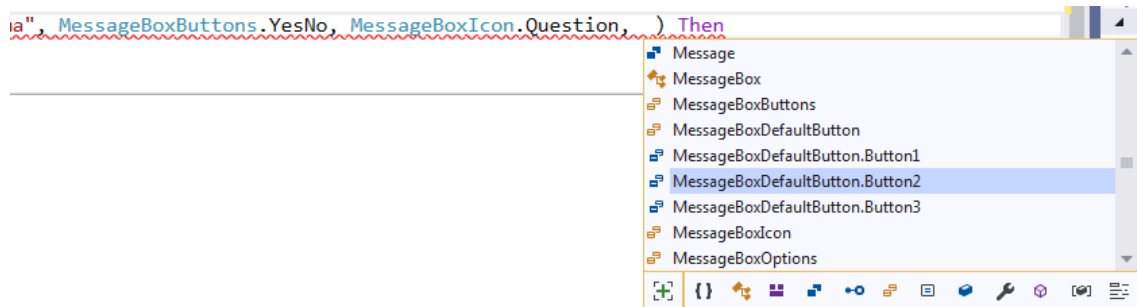 a", MessageBoxButtons.YesNo, MessageBoxIcon.Question,  ) Then
Message
MessageBox
MessageBoxButtons
MessageBoxDefaultButton
MessageBoxDefaultButton.Button1
MessageBoxDefaultButton.Button2
MessageBoxDefaultButton.Button3
MessageBoxIcon
MessageBoxOptions